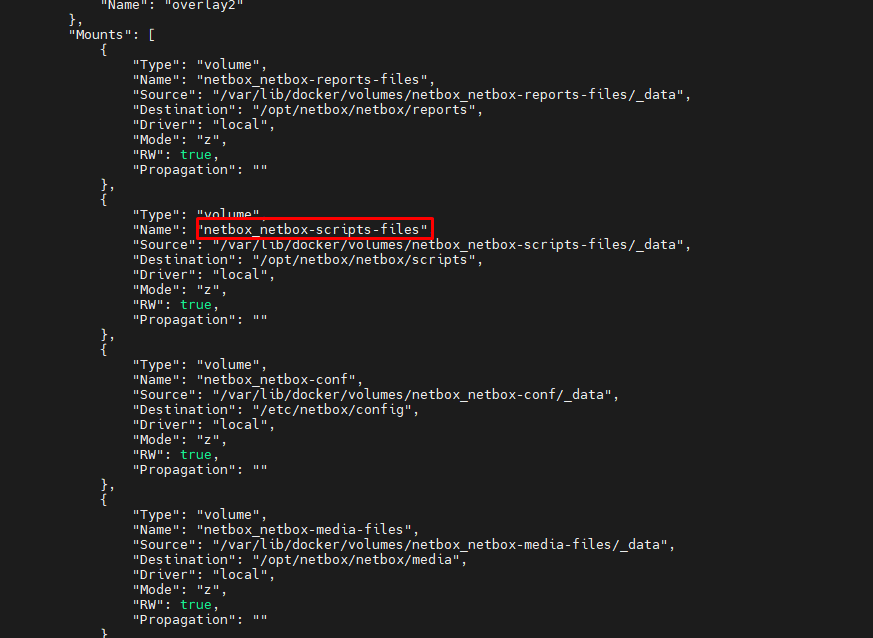 "Name": "overlay2"
},
"Mounts": [
{
"Type": "volume",
"Name": "netbox_netbox-reports-files",
"Source": "/var/lib/docker/volumes/netbox_netbox-reports-files/_data",
"Destination": "/opt/netbox/netbox/reports",
"Driver": "local",
"Mode": "z",
"RW": true,
"Propagation": ""
},
{
"Type": "volume",
"Name": "netbox_netbox-scripts-files"
"Source": "/var/lib/docker/volumes/netbox_netbox-scripts-files/_data",
"Destination": "/opt/netbox/netbox/scripts",
"Driver": "local",
"Mode": "z",
"RW": true,
"Propagation": ""
},
{
"Type": "volume",
"Name": "netbox_netbox-conf",
"Source": "/var/lib/docker/volumes/netbox_netbox-conf/_data",
"Destination": "/etc/netbox/config",
"Driver": "local",
"Mode": "z",
"RW": true,
"Propagation": ""
},
{
"Type": "volume",
"Name": "netbox_netbox-media-files",
"Source": "/var/lib/docker/volumes/netbox_netbox-media-files/_data",
"Destination": "/opt/netbox/netbox/media",
"Driver": "local",
"Mode": "z",
"RW": true,
"Propagation": ""
}